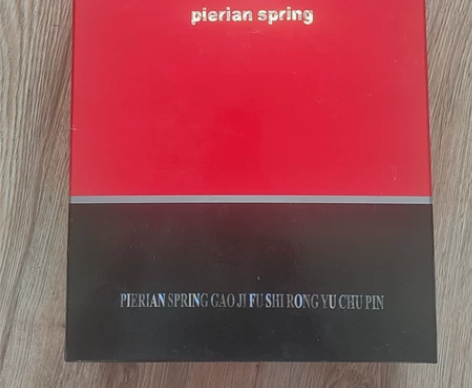 pierian spring
PIERIAN SPRING GAO JI FU SHI RONG YU CHU PIN